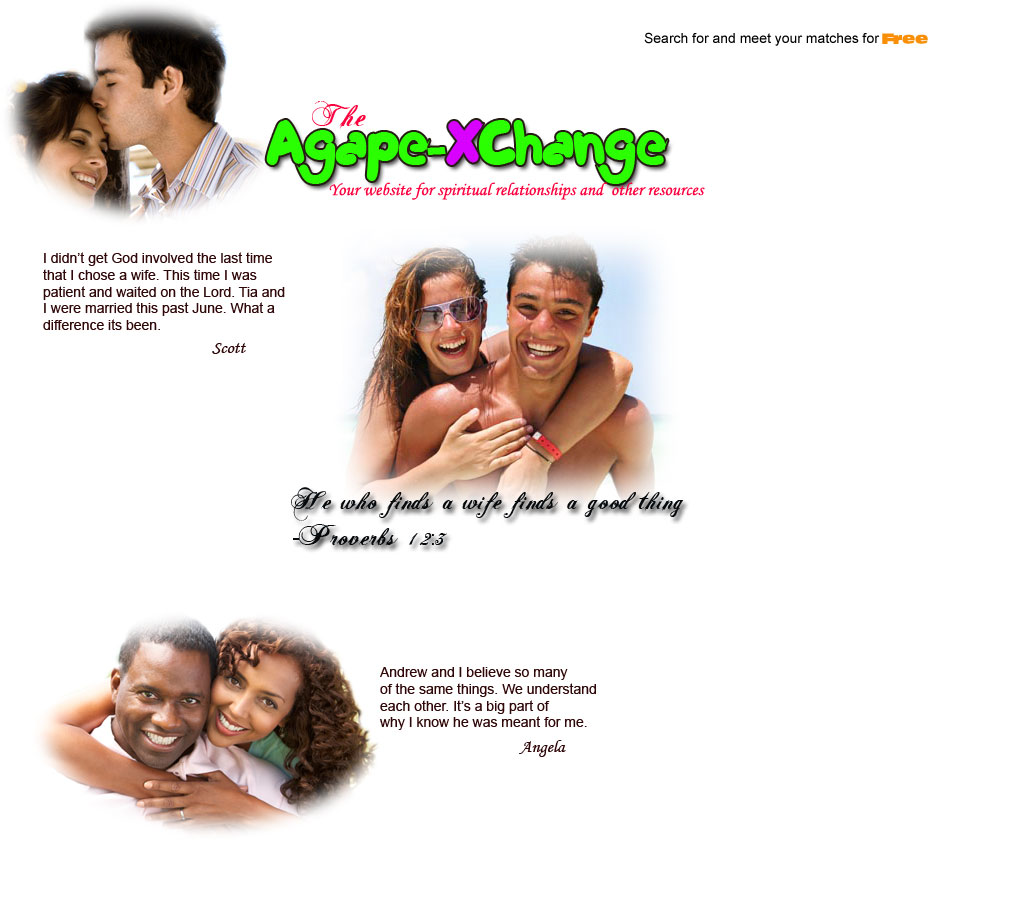 Search for and meet your matches for Free
The
Agape-XChange
Your website for spiritual relationships and other resources
I didn’t get God involved the last time
that I chose a wife. This time I was
patient and waited on the Lord. Tia and
I were married this past June. What a
difference its been.
Scott
He who finds a wife finds a good thing
-Proverbs 12:3
Andrew and I believe so many
of the same things. We understand
each other. It’s a big part of
why I know he was meant for me.
Angela